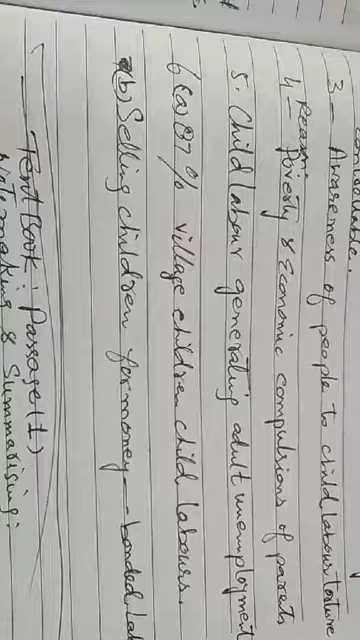 3 - Awareness of people to child labour torture
4 - Reason: Poverty & Economic compulsions of parents
5. Child labour generating adult unemployment
6(a) 87% village children child labours.
(b) Selling children for money - bonded lab
Text Book: Passage (1)
Note making & Summarising: